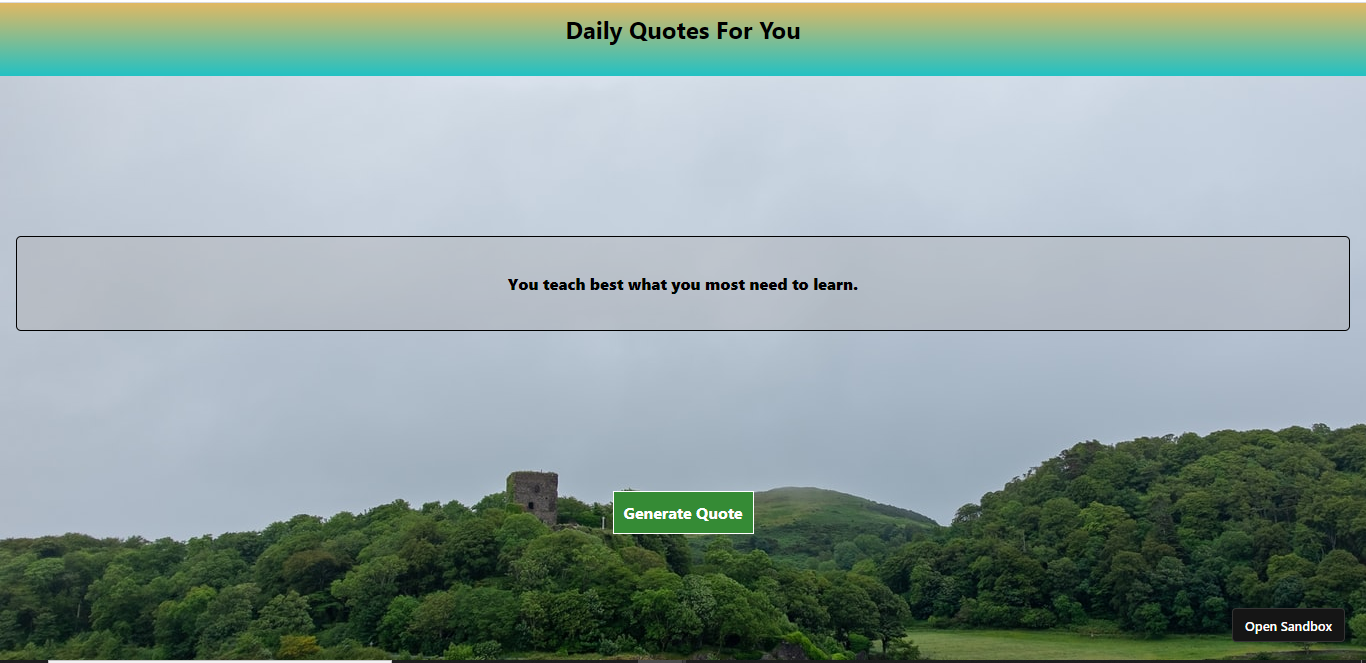 Daily Quotes For You
You teach best what you most need to learn.
Generate Quote
Open Sandbox